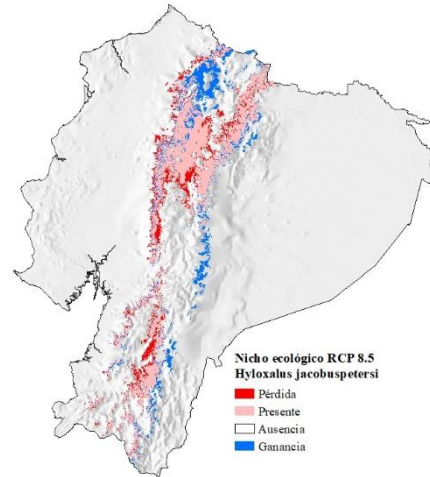 Nicho ecológico RCP 8.5
Hyloxalus jacobuspetersi
Pérdida
Presente
Ausencia
Ganancia